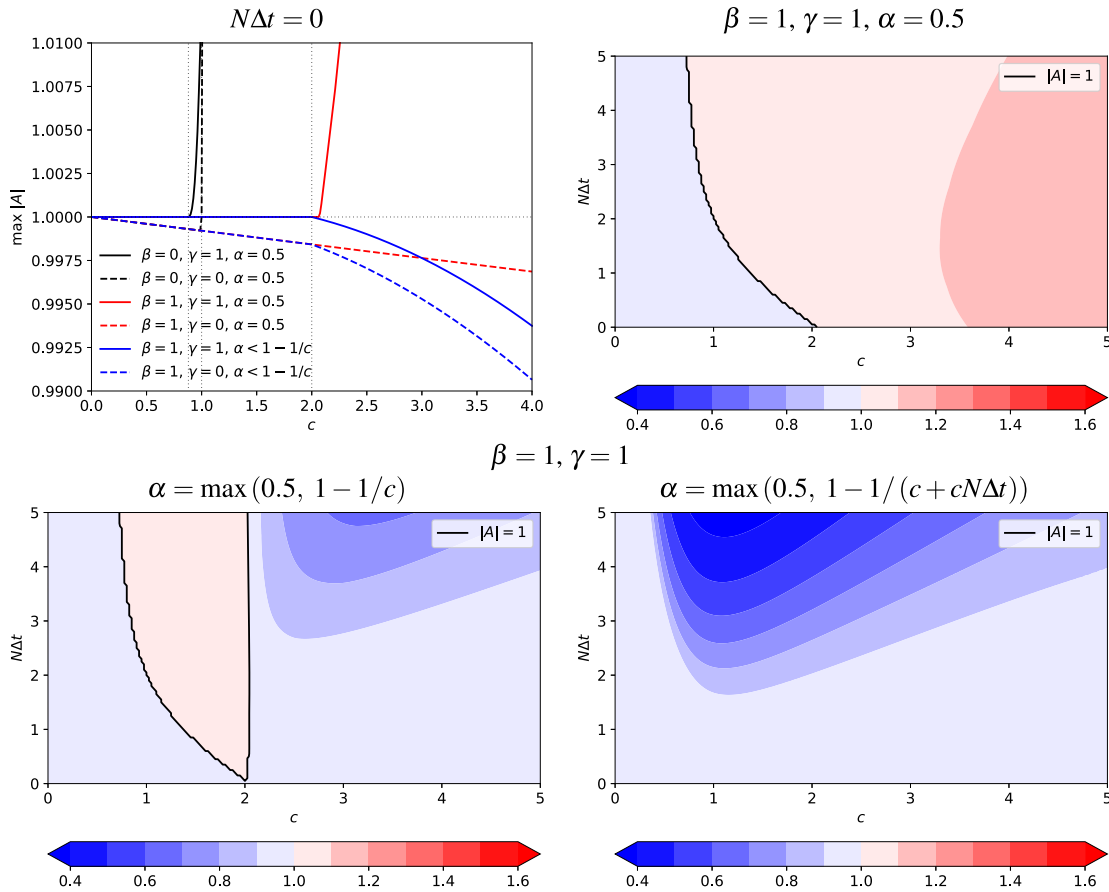 NΔt = 0
1.0100
1.0075
1.0050
1.0025
1.0000
0.9975
0.9950
0.9925
0.9900
max |A|
β = 0, γ = 1, α = 0.5
β = 0, γ = 0, α = 0.5
β = 1, γ = 1, α = 0.5
β = 1, γ = 0, α = 0.5
β = 1, γ = 1, α < 1 − 1/c
β = 1, γ = 0, α < 1 − 1/c
0.0 0.5 1.0 1.5 2.0 2.5 3.0 3.5 4.0
c
β = 1, γ = 1, α = 0.5
5
4
3
2
1
0
NΔt
|A| = 1
0 1 2 3 4 5
c
0.4 0.6 0.8 1.0 1.2 1.4 1.6
β = 1, γ = 1
α = max (0.5, 1 − 1/c)
5
4
3
2
1
0
NΔt
|A| = 1
0 1 2 3 4 5
c
0.4 0.6 0.8 1.0 1.2 1.4 1.6
α = max (0.5, 1 − 1/(c + cNΔt))
5
4
3
2
1
0
NΔt
|A| = 1
0 1 2 3 4 5
c
0.4 0.6 0.8 1.0 1.2 1.4 1.6